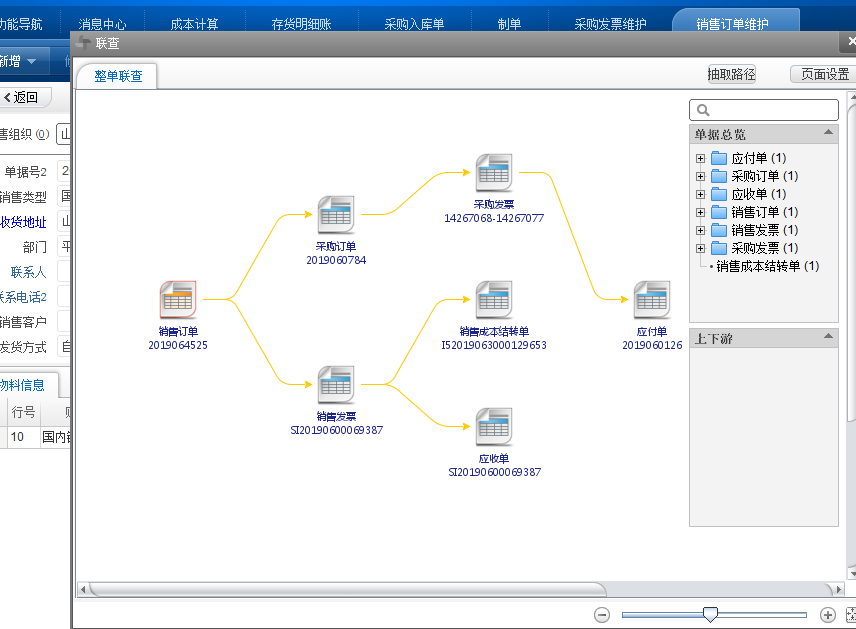 功能导航 消息中心 成本计算 存货明细账 采购入库单 制单 采购发票维护 销售订单维护
新增
联查
整单联查
抽取路径
页面设置
返回
售组织(0) 山
单据号2 2
销售类型 国
收货地址 山
部门 平
联系人
联系电话2
销售客户
发货方式 自
物料信息
行号
10 国内销
采购发票
14267068-14267077
采购订单
2019060784
销售订单
2019064525
销售成本结转单
I52019063000129653
应付单
2019060126
销售发票
SI20190600069387
应收单
SI20190600069387
单据总览
应付单 (1)
采购订单 (1)
应收单 (1)
销售订单 (1)
销售发票 (1)
采购发票 (1)
销售成本结转单 (1)
上下游